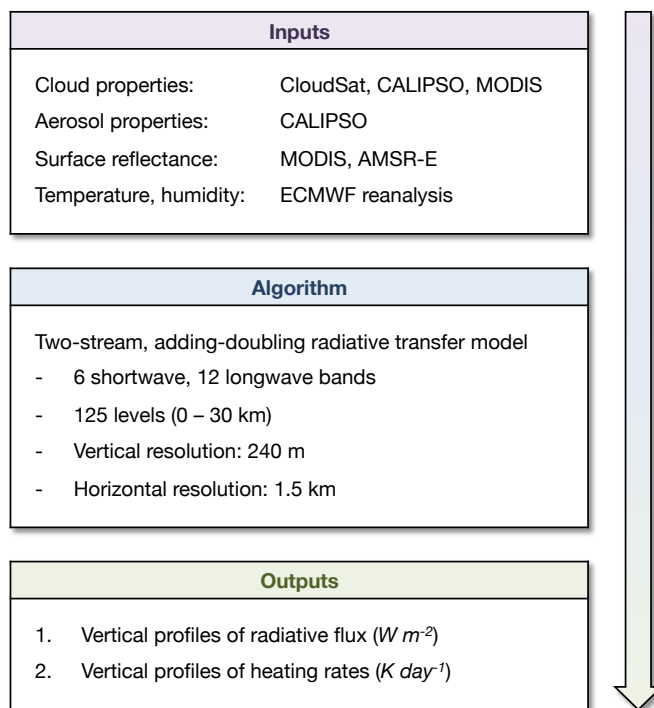 Inputs
Cloud properties: CloudSat, CALIPSO, MODIS
Aerosol properties: CALIPSO
Surface reflectance: MODIS, AMSR-E
Temperature, humidity: ECMWF reanalysis
Algorithm
Two-stream, adding-doubling radiative transfer model
- 6 shortwave, 12 longwave bands
- 125 levels (0 – 30 km)
- Vertical resolution: 240 m
- Horizontal resolution: 1.5 km
Outputs
1. Vertical profiles of radiative flux (W m⁻²)
2. Vertical profiles of heating rates (K day⁻¹)